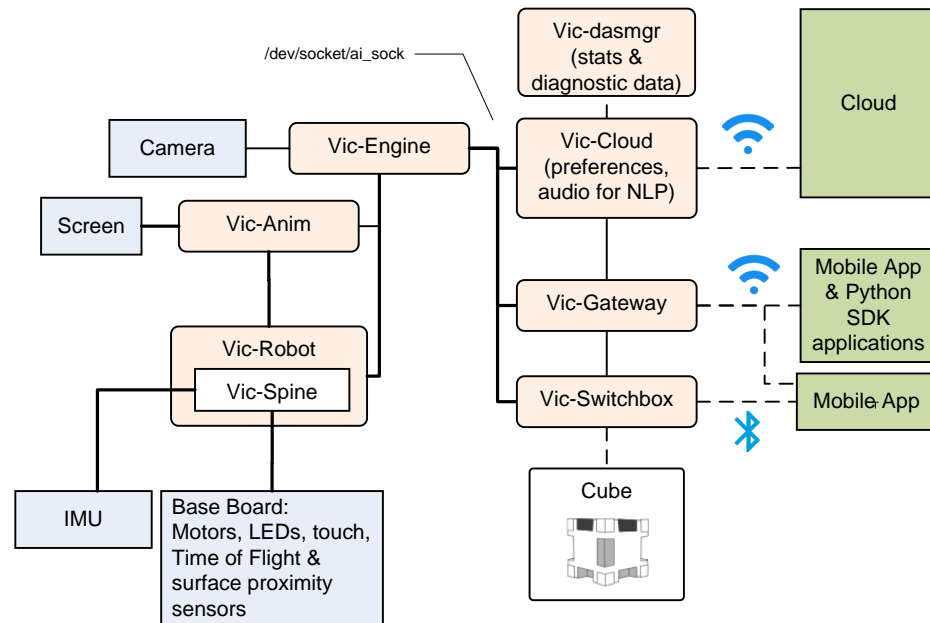 Vic-dasmgr
(stats &
diagnostic data)
/dev/socket/ai_sock
Cloud
Camera
Vic-Engine
Vic-Cloud
(preferences,
audio for NLP)
Screen
Vic-Anim
Vic-Gateway
Mobile App
& Python
SDK
applications
Vic-Robot
Vic-Spine
Vic-Switchbox
Mobile App
IMU
Base Board:
Motors, LEDs, touch,
Time of Flight &
surface proximity
sensors
Cube